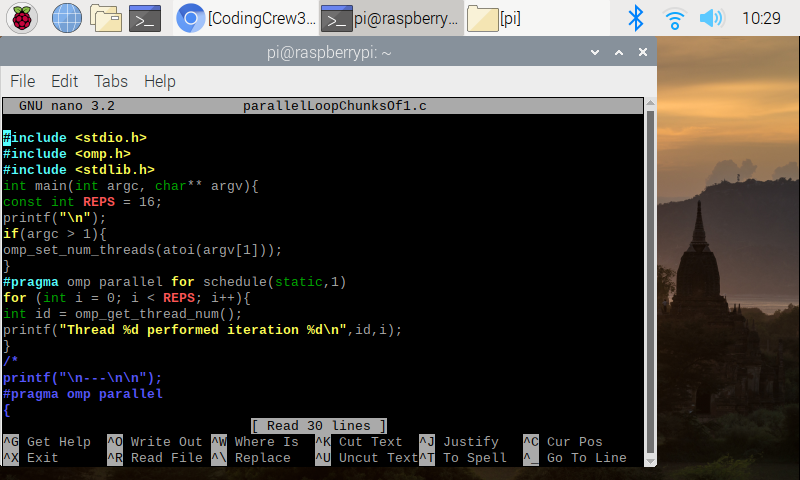 [CodingCrew3... pi@raspberry... [pi] 10:29
pi@raspberrypi: ~
File Edit Tabs Help
GNU nano 3.2 parallelLoopChunksOf1.c
#include <stdio.h>
#include <omp.h>
#include <stdlib.h>
int main(int argc, char** argv){
const int REPS = 16;
printf("\n");
if(argc > 1){
omp_set_num_threads(atoi(argv[1]));
}
#pragma omp parallel for schedule(static,1)
for (int i = 0; i < REPS; i++){
int id = omp_get_thread_num();
printf("Thread %d performed iteration %d\n",id,i);
}
/*
printf("\n---\n\n");
#pragma omp parallel
{
[ Read 30 lines ]
^G Get Help ^O Write Out ^W Where Is ^K Cut Text ^J Justify ^C Cur Pos
^X Exit ^R Read File ^\ Replace ^U Uncut Text ^T To Spell ^_ Go To Line